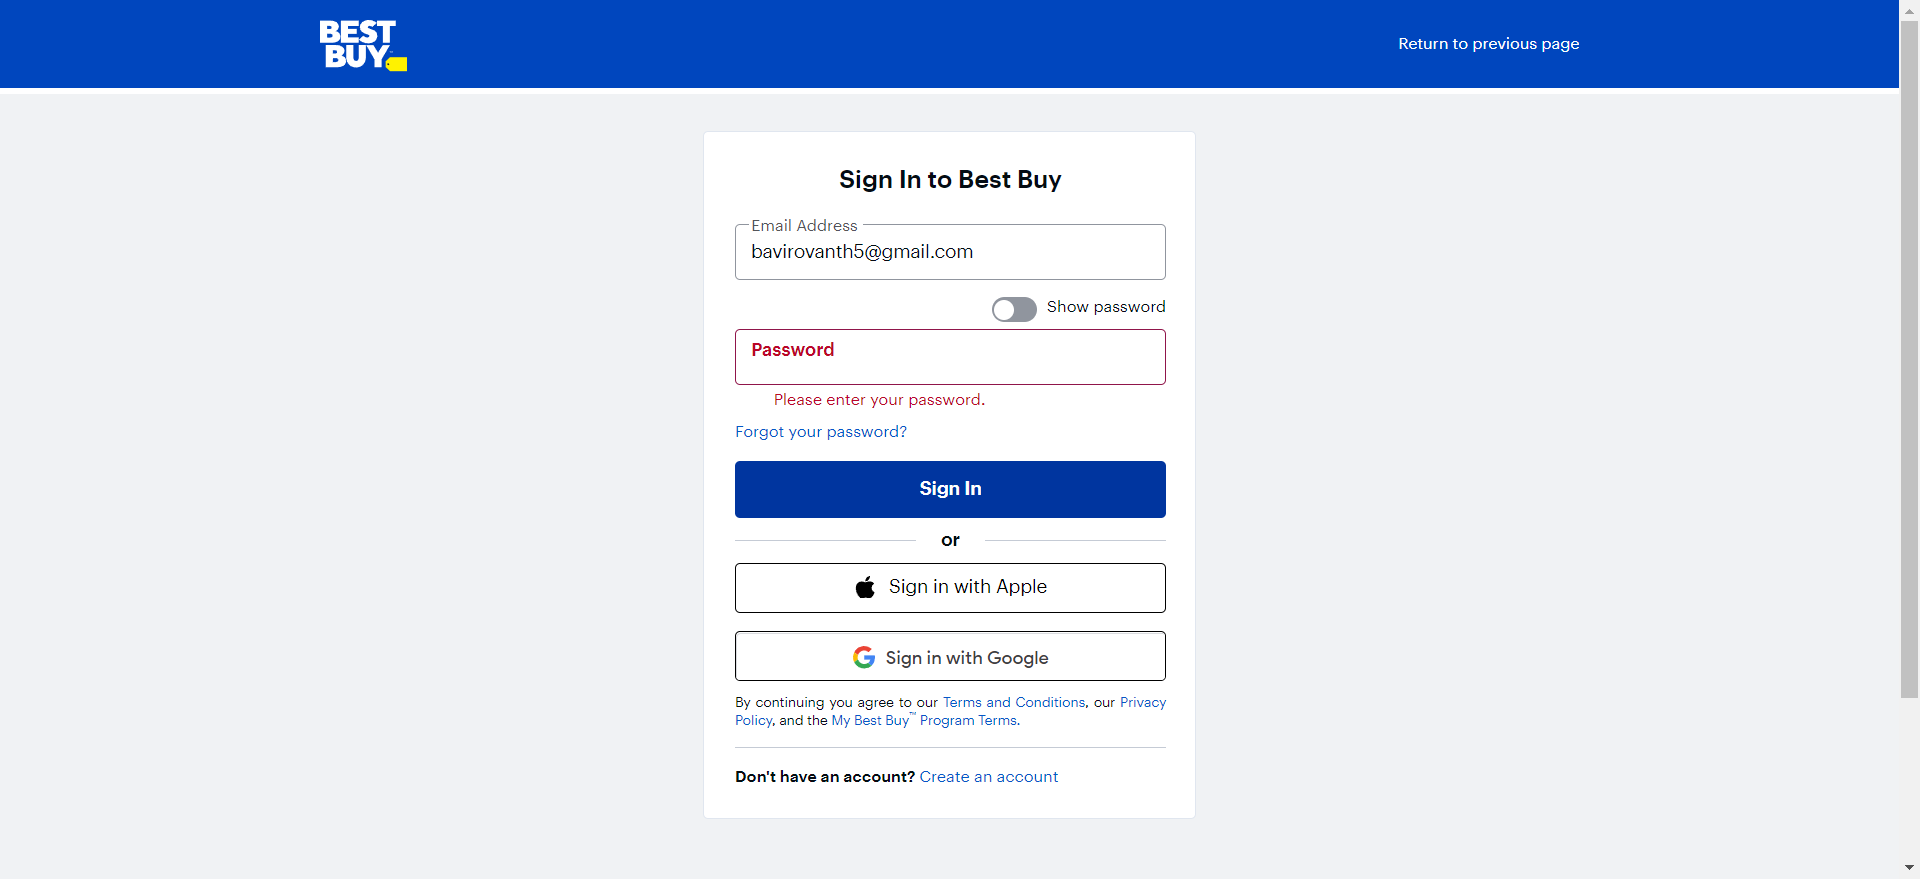 BEST
BUY
Return to previous page
Sign In to Best Buy
Email Address
bavirovanth5@gmail.com
Show password
Password
Please enter your password.
Forgot your password?
Sign In
or
Sign in with Apple
Sign in with Google
By continuing you agree to our Terms and Conditions, our Privacy
Policy, and the My Best Buy™ Program Terms.
Don't have an account? Create an account